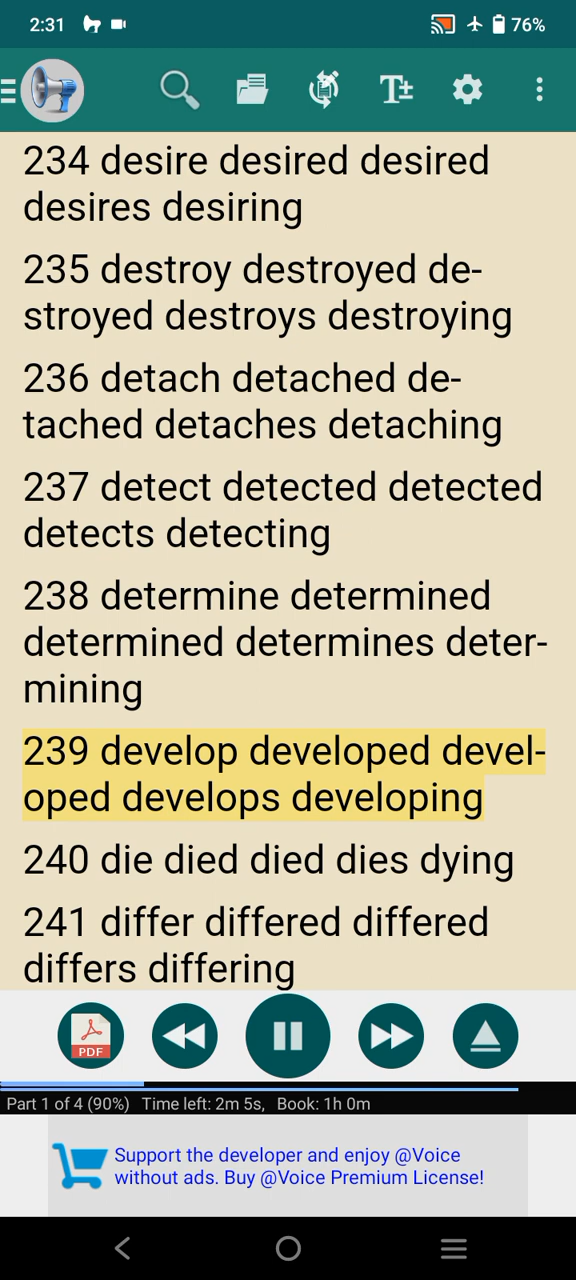 2:31
76%
T±
234 desire desired desired
desires desiring
235 destroy destroyed de-
stroyed destroys destroying
236 detach detached de-
tached detaches detaching
237 detect detected detected
detects detecting
238 determine determined
determined determines deter-
mining
239 develop developed devel-
oped develops developing
240 die died died dies dying
241 differ differed differed
differs differing
PDF
Part 1 of 4 (90%) Time left: 2m 5s, Book: 1h 0m
Support the developer and enjoy @Voice
without ads. Buy @Voice Premium License!